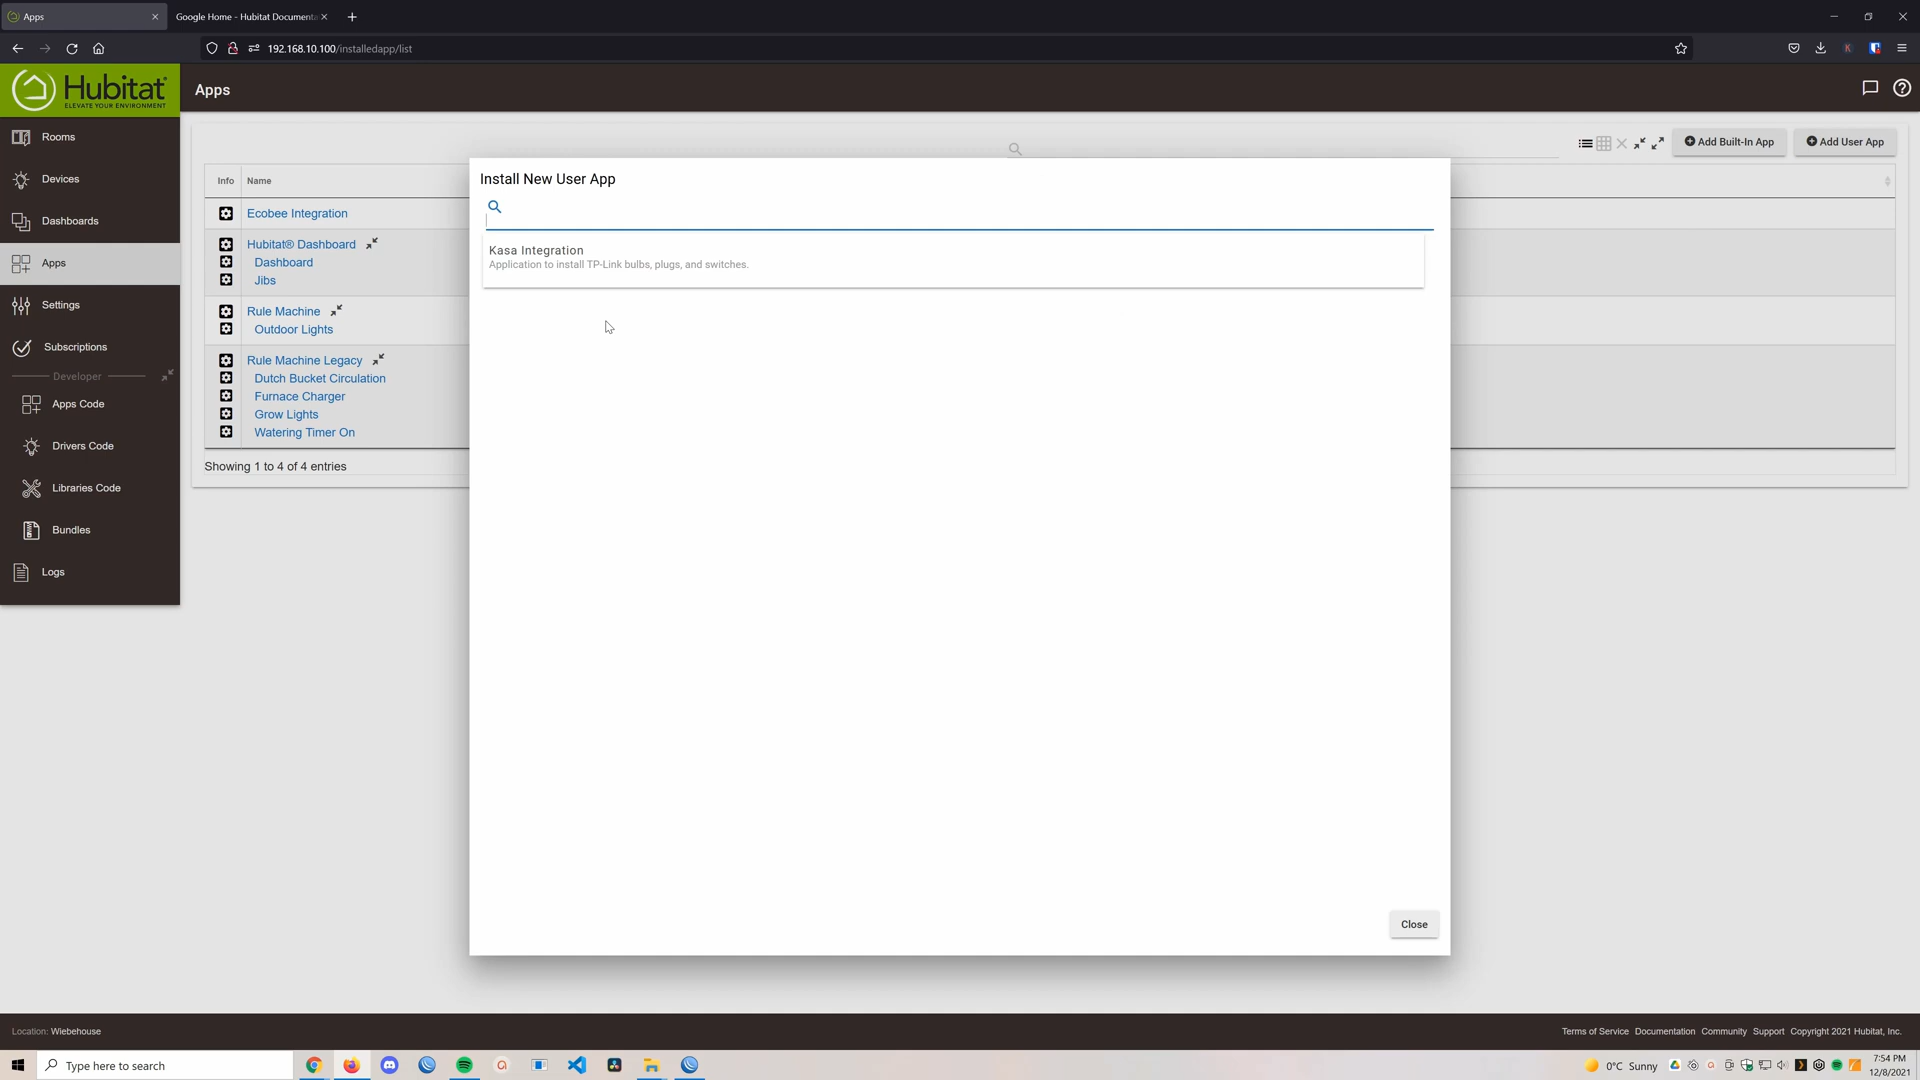 Apps
Google Home - Hubitat Documenta
192.168.10.100/installedapp/list
Hubitat
ELEVATE YOUR ENVIRONMENT
Apps
Rooms
Devices
Dashboards
Apps
Settings
Subscriptions
Developer
Apps Code
Drivers Code
Libraries Code
Bundles
Logs
Add Built-In App
Add User App
Info
Name
Ecobee Integration
Hubitat® Dashboard
Dashboard
Jibs
Rule Machine
Outdoor Lights
Rule Machine Legacy
Dutch Bucket Circulation
Furnace Charger
Grow Lights
Watering Timer On
Showing 1 to 4 of 4 entries
Install New User App
Kasa Integration
Application to install TP-Link bulbs, plugs, and switches.
Close
Location: Wiebehouse
Terms of Service Documentation Community Support Copyright 2021 Hubitat, Inc.
Type here to search
0°C Sunny
7:54 PM
12/8/2021